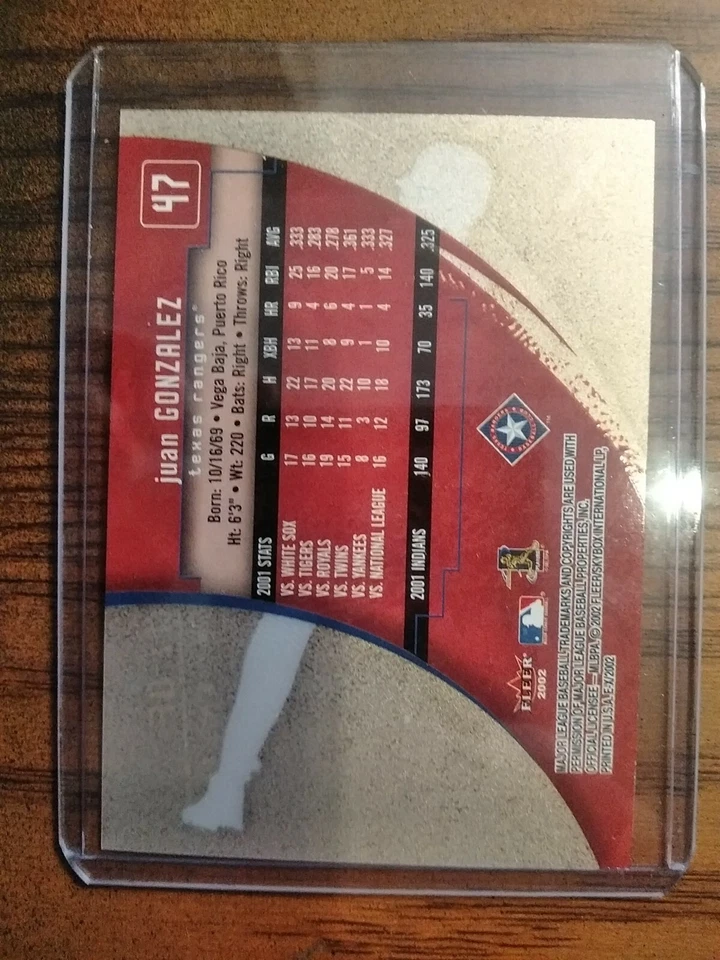 47
juan GONZALEZ
texas rangers
Born: 10/16/69 • Vega Baja, Puerto Rico
Ht: 6'3" • Wt: 220 • Bats: Right • Throws: Right
2001 STATS G R H XBH HR RBI AVG
VS. WHITE SOX 17 13 22 13 9 25 .333
VS. TIGERS 16 10 17 11 4 16 .283
VS. ROYALS 19 14 20 8 6 20 .278
VS. TWINS 15 11 22 9 4 17 .361
VS. YANKEES 8 3 10 1 1 5 .333
VS. NATIONAL LEAGUE 16 12 18 10 4 14 .327
2001 INDIANS 140 97 173 70 35 140 .325
FLEER
2002
MAJOR LEAGUE BASEBALL TRADEMARKS AND COPYRIGHTS ARE USED WITH
PERMISSION OF MAJOR LEAGUE BASEBALL PROPERTIES, INC.
OFFICIAL LICENSEE—MLBPA, © 2002 FLEER/SKYBOX INTERNATIONAL LP,
PRINTED IN U.S.A. E-X/2002